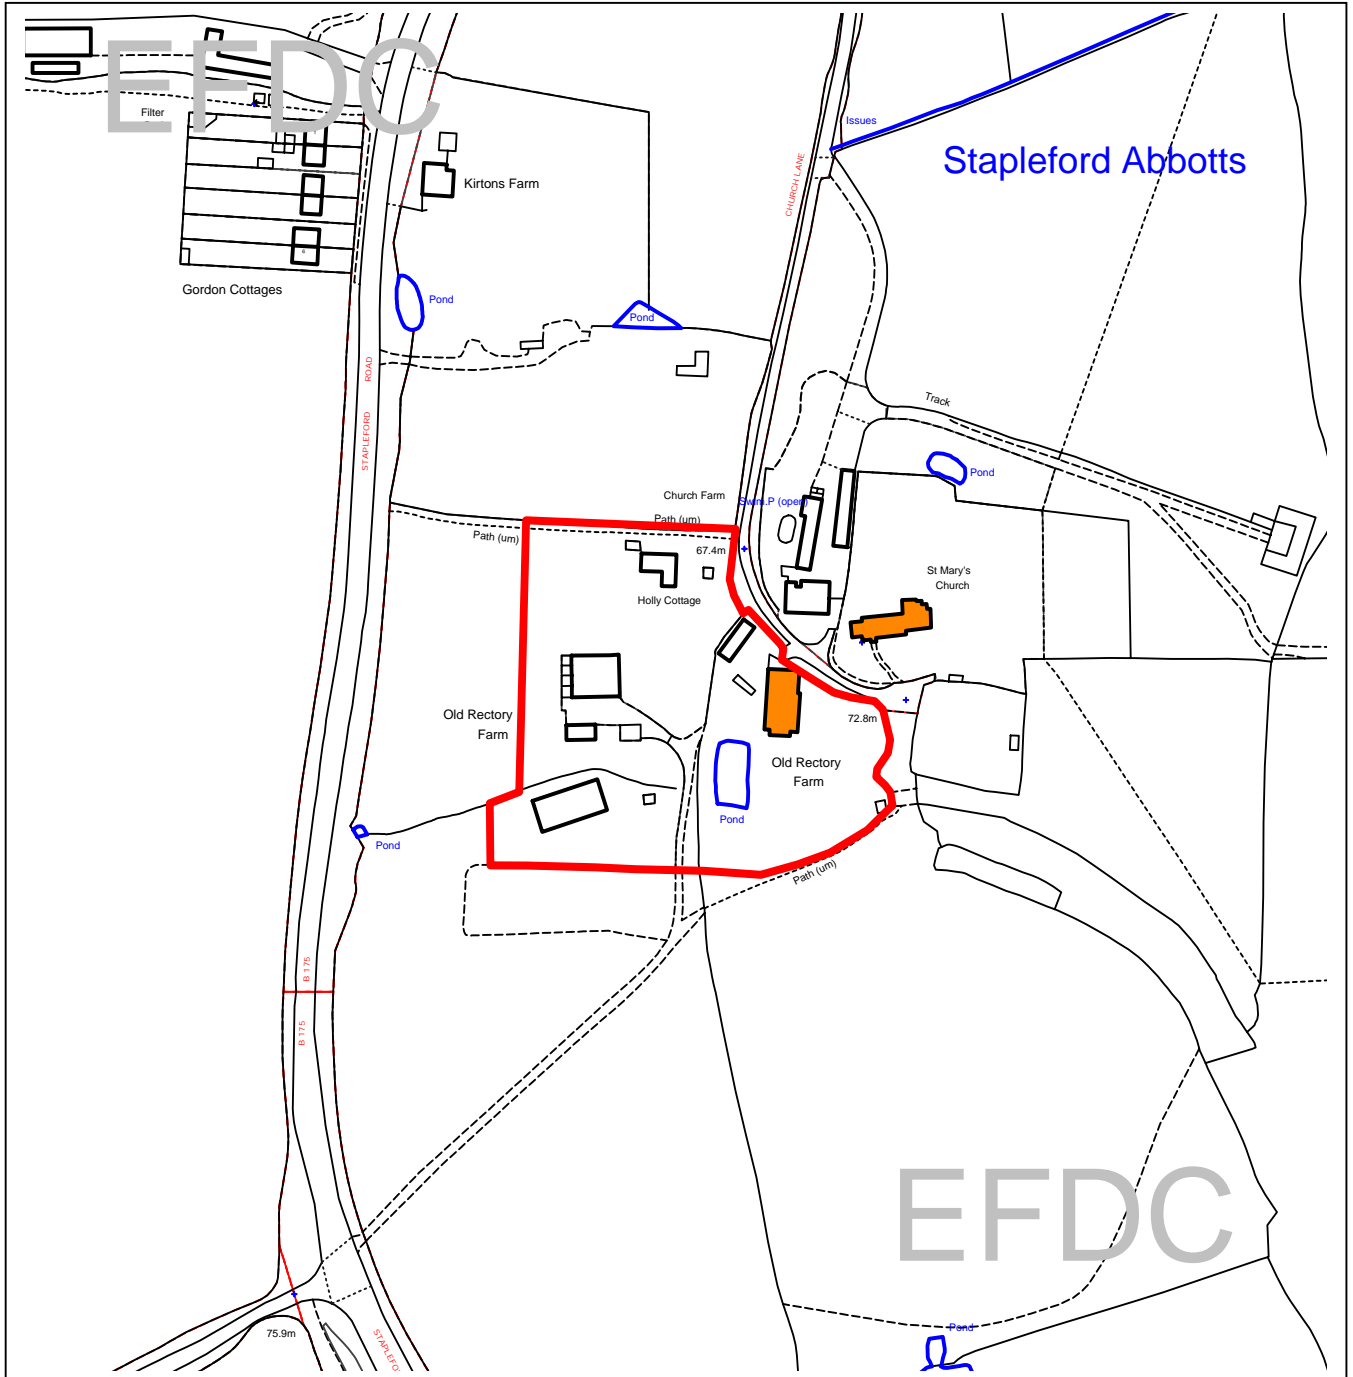 EFDC
Filter
Issues
Stapleford Abbotts
CHURCH LANE
Kirtons Farm
Gordon Cottages
Pond
Pond
ROAD
STAPLEFORD
Track
Pond
Church Farm
Swim.P (open)
Path (um)
Path (um)
67.4m
St Mary's
Church
Holly Cottage
Old Rectory
Farm
72.8m
Old Rectory
Farm
Pond
Pond
Path (um)
B 175
B 175
EFDC
Pond
75.9m